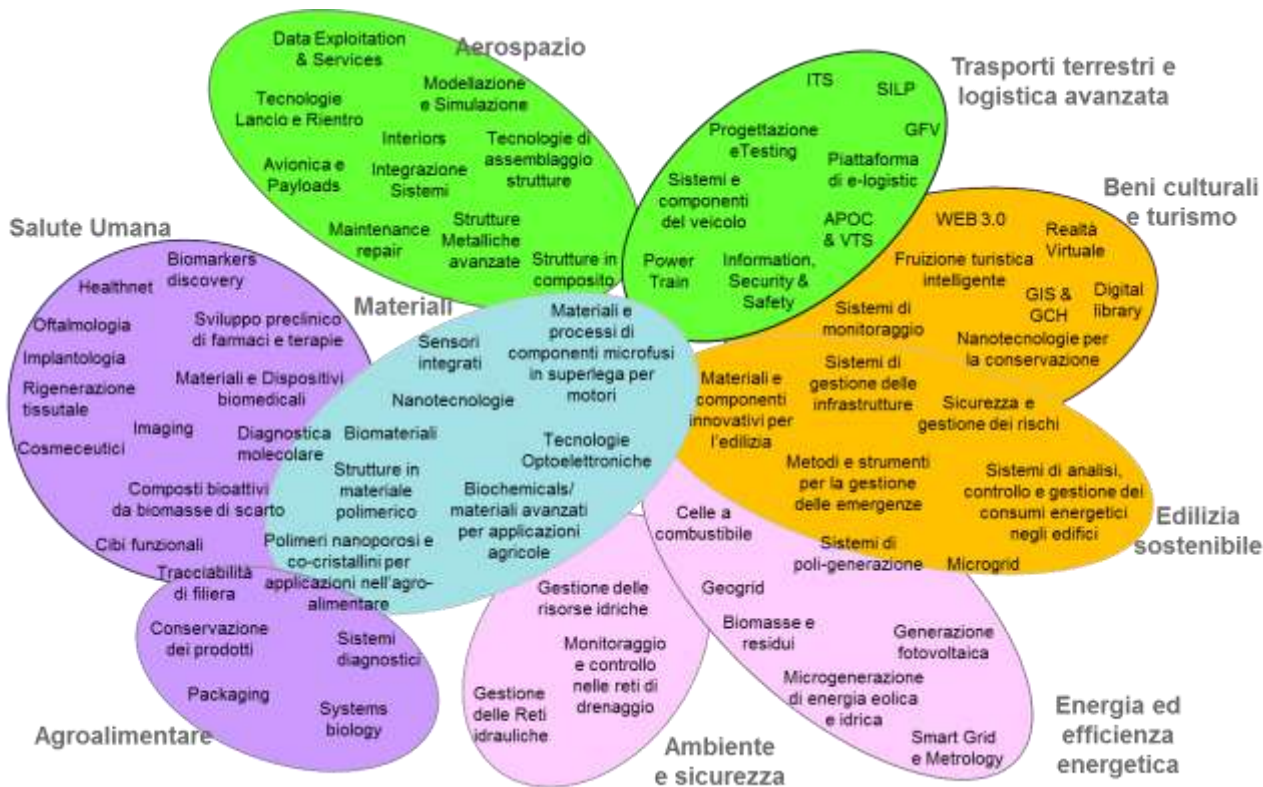 Aerospazio
Data Exploitation
& Services
Modellazione
e Simulazione
Tecnologie
Lancio e Rientro
Interiors
Tecnologie di
assemblaggio
strutture
Avionica e
Payloads
Integrazione
Sistemi
Maintenance
repair
Strutture
Metalliche
avanzate
Strutture in
composito
Trasporti terrestri e
logistica avanzata
ITS
SILP
GFV
Progettazione
eTesting
Piattaforma
di e-logistic
Sistemi e
componenti
del veicolo
APOC
& VTS
Power
Train
Information,
Security &
Safety
Beni culturali
e turismo
WEB 3.0
Realtà
Virtuale
Fruizione turistica
intelligente
GIS &
GCH
Digital
library
Sistemi di
monitoraggio
Nanotecnologie per
la conservazione
Salute Umana
Biomarkers
discovery
Healthnet
Oftalmologia
Sviluppo preclinico
di farmaci e terapie
Implantologia
Rigenerazione
tissutale
Materiali e Dispositivi
biomedicali
Imaging
Cosmeceutici
Diagnostica
molecolare
Composti bioattivi
da biomasse di scarto
Cibi funzionali
Materiali
Sensori
integrati
Materiali e
processi di
componenti microfusi
in superlega per
motori
Nanotecnologie
Biomateriali
Tecnologie
Optoelettroniche
Strutture in
materiale
polimerico
Biochemicals/
materiali avanzati
per applicazioni
agricole
Polimeri nanoporosi e
co-cristallini per
applicazioni nell'agro-
alimentare
Materiali e
componenti
innovativi per
l'edilizia
Sistemi di
gestione delle
infrastrutture
Sicurezza e
gestione dei rischi
Metodi e strumenti
per la gestione
delle emergenze
Sistemi di analisi,
controllo e gestione dei
consumi energetici
negli edifici
Edilizia
sostenibile
Celle a
combustibile
Sistemi di
poli-generazione
Microgrid
Geogrid
Biomasse e
residui
Generazione
fotovoltaica
Microgenerazione
di energia eolica
e idrica
Smart Grid
e Metrology
Energia ed
efficienza
energetica
Tracciabilità
di filiera
Conservazione
dei prodotti
Sistemi
diagnostici
Packaging
Systems
biology
Agroalimentare
Gestione delle
risorse idriche
Monitoraggio
e controllo
nelle reti di
drenaggio
Gestione
delle Reti
idrauliche
Ambiente
e sicurezza